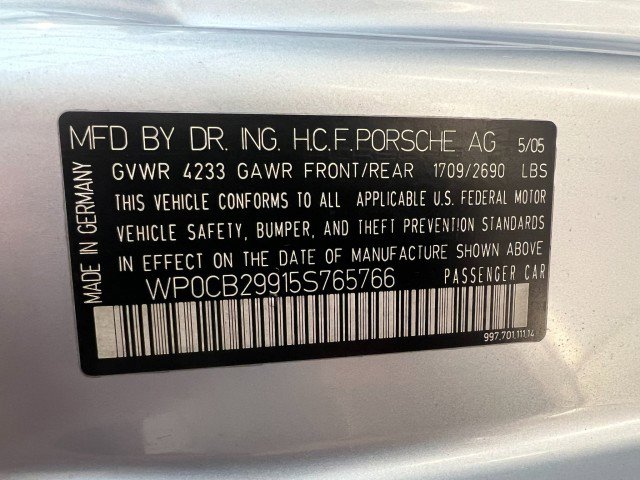 MFD BY DR. ING. H.C.F. PORSCHE AG 5/05
GVWR 4233 GAWR FRONT/REAR 1709/2690 LBS
THIS VEHICLE CONFORMS TO ALL APPLICABLE U.S. FEDERAL MOTOR
VEHICLE SAFETY, BUMPER, AND THEFT PREVENTION STANDARDS
IN EFFECT ON THE DATE OF MANUFACTURE SHOWN ABOVE
WP0CB29915S765766 PASSENGER CAR
997.701.111.14
MADE IN GERMANY